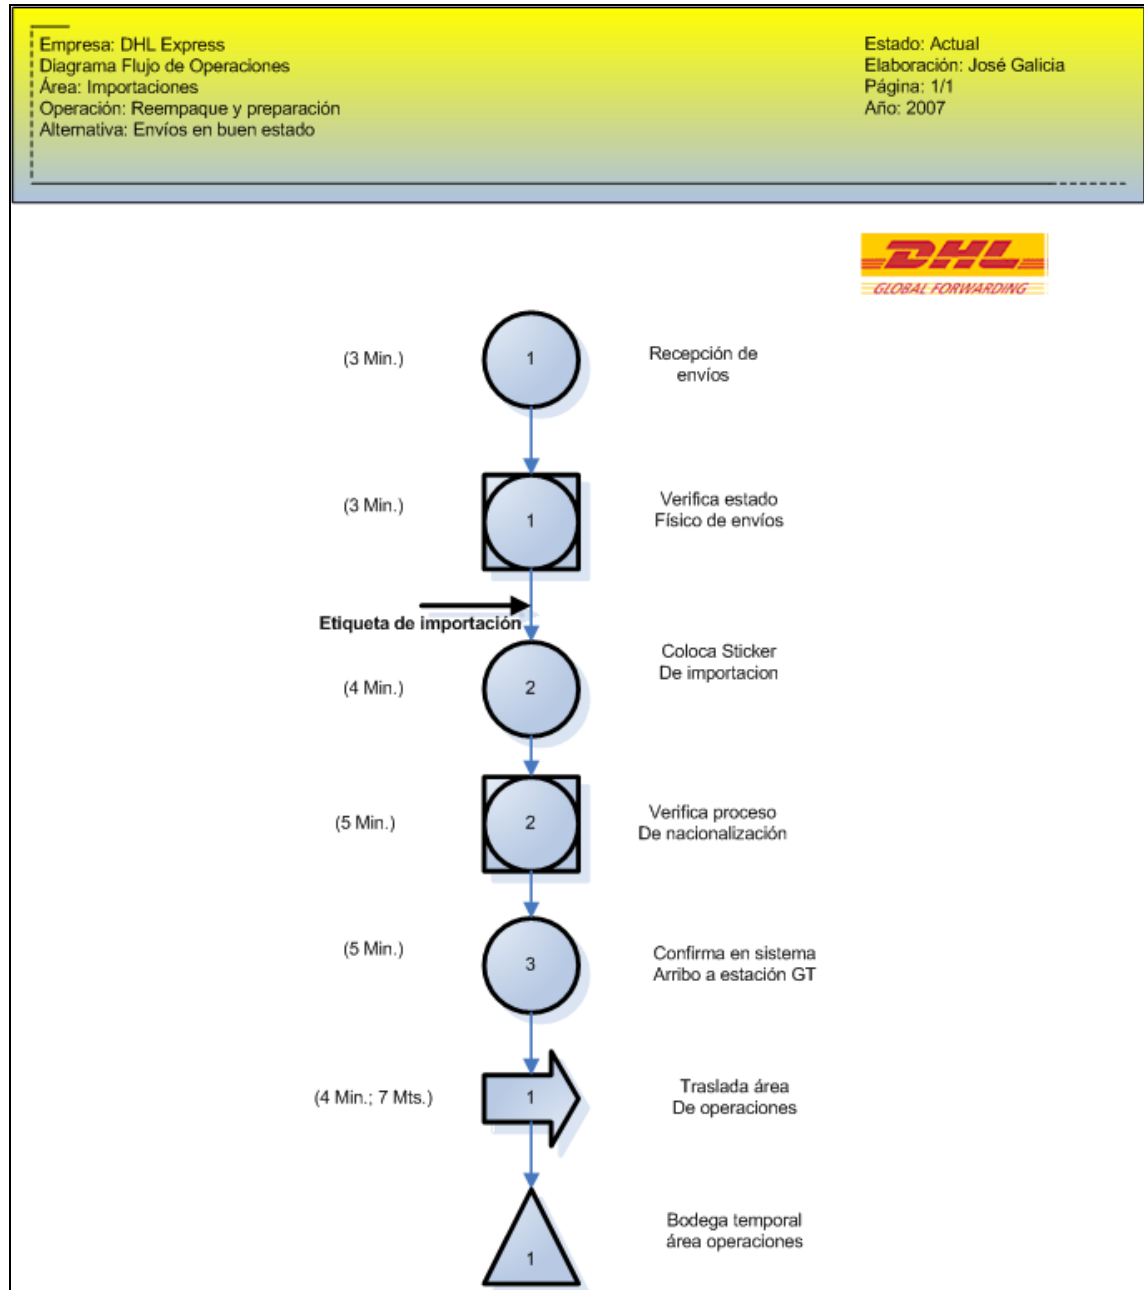 Empresa: DHL Express
Diagrama Flujo de Operaciones
Área: Importaciones
Operación: Reempaque y preparación
Alternativa: Envíos en buen estado
Estado: Actual
Elaboración: José Galicia
Página: 1/1
Año: 2007
DHL
GLOBAL FORWARDING
(3 Min.)
1
Recepción de
envíos
(3 Min.)
1
Verifica estado
Físico de envíos
Etiqueta de importación
(4 Min.)
2
Coloca Sticker
De importacion
(5 Min.)
2
Verifica proceso
De nacionalización
(5 Min.)
3
Confirma en sistema
Arribo a estación GT
(4 Min.; 7 Mts.)
1
Traslada área
De operaciones
1
Bodega temporal
área operaciones